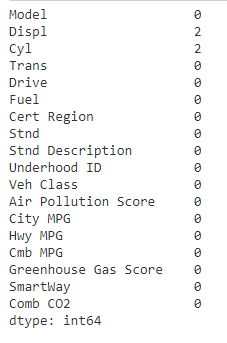 Model 0
Displ 2
Cyl 2
Trans 0
Drive 0
Fuel 0
Cert Region 0
Stnd 0
Stnd Description 0
Underhood ID 0
Veh Class 0
Air Pollution Score 0
City MPG 0
Hwy MPG 0
Cmb MPG 0
Greenhouse Gas Score 0
SmartWay 0
Comb CO2 0
dtype: int64